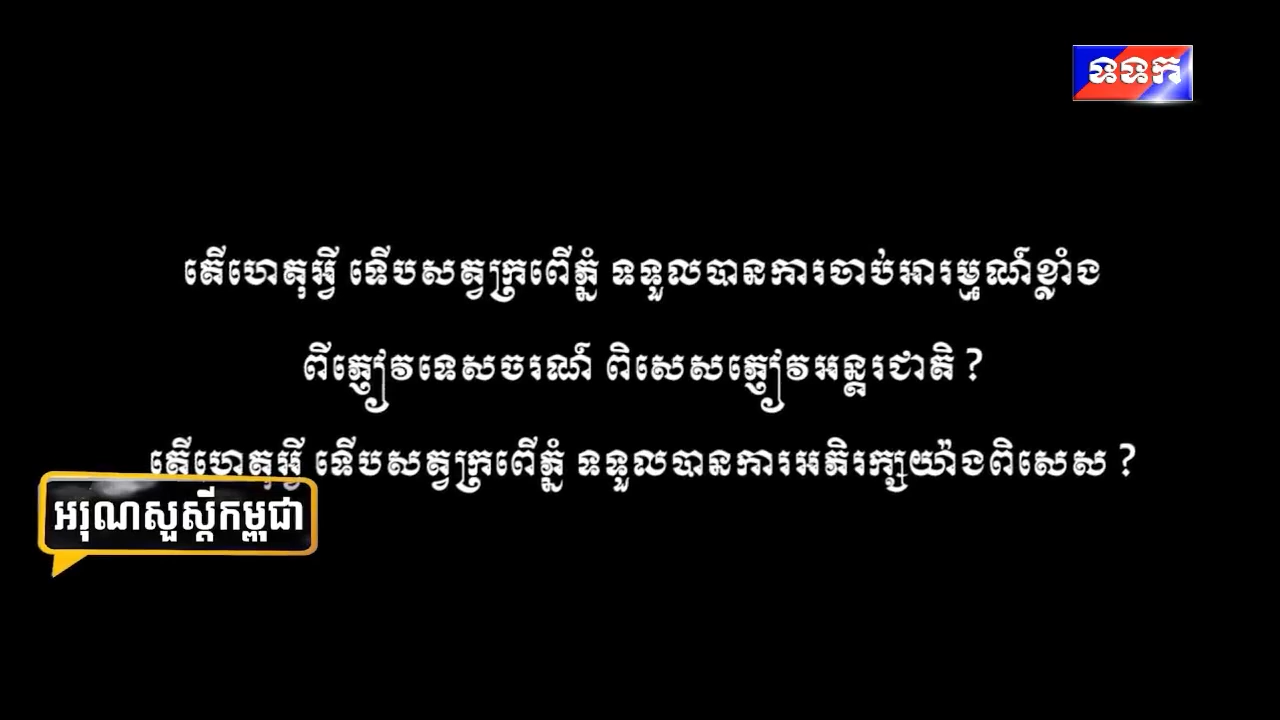 ទទក
តើហេតុអ្វី ទើបសត្វក្រពើភ្នំ ទទួលបានការចាប់អារម្មណ៍ខ្លាំង
ពីភ្ញៀវទេសចរណ៍ ពិសេសភ្ញៀវអន្តរជាតិ ?
តើហេតុអ្វី ទើបសត្វក្រពើភ្នំ ទទួលបានការអភិរក្សយ៉ាងពិសេស ?
អរុណសួស្តីកម្ពុជា